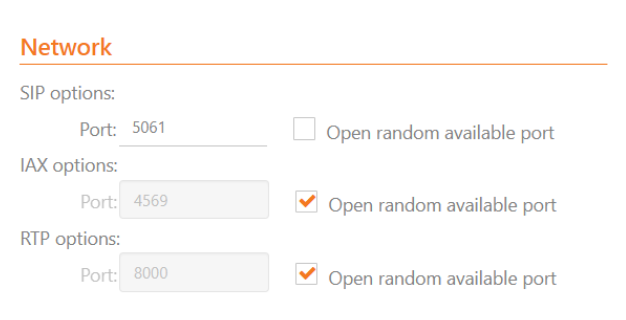 Network
SIP options:
Port: 5061 Open random available port
IAX options:
Port: 4569 Open random available port
RTP options:
Port: 8000 Open random available port